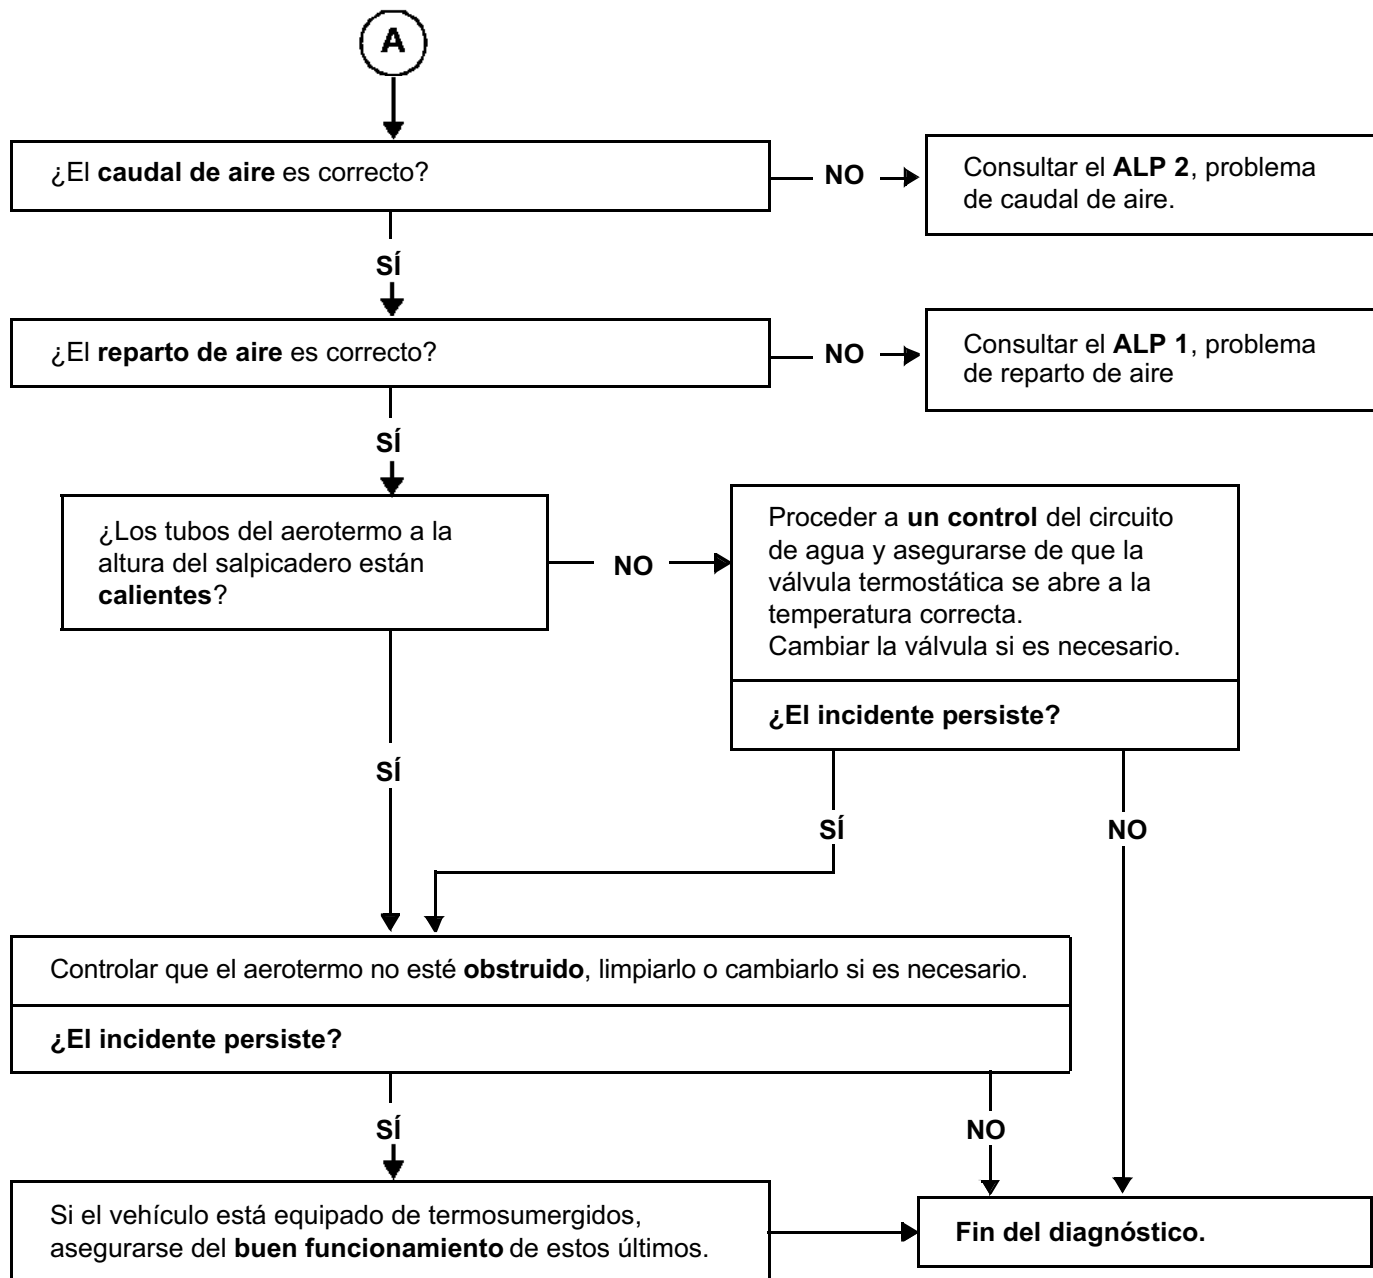 A
¿El caudal de aire es correcto?
NO
Consultar el ALP 2, problema
de caudal de aire.
SÍ
¿El reparto de aire es correcto?
NO
Consultar el ALP 1, problema
de reparto de aire
SÍ
¿Los tubos del aerotermo a la
altura del salpicadero están
calientes?
NO
Proceder a un control del circuito
de agua y asegurarse de que la
válvula termostática se abre a la
temperatura correcta.
Cambiar la válvula si es necesario.
¿El incidente persiste?
SÍ
SÍ
NO
Controlar que el aerotermo no esté obstruido, limpiarlo o cambiarlo si es necesario.
¿El incidente persiste?
SÍ
NO
Si el vehículo está equipado de termosumergidos,
asegurarse del buen funcionamiento de estos últimos.
Fin del diagnóstico.